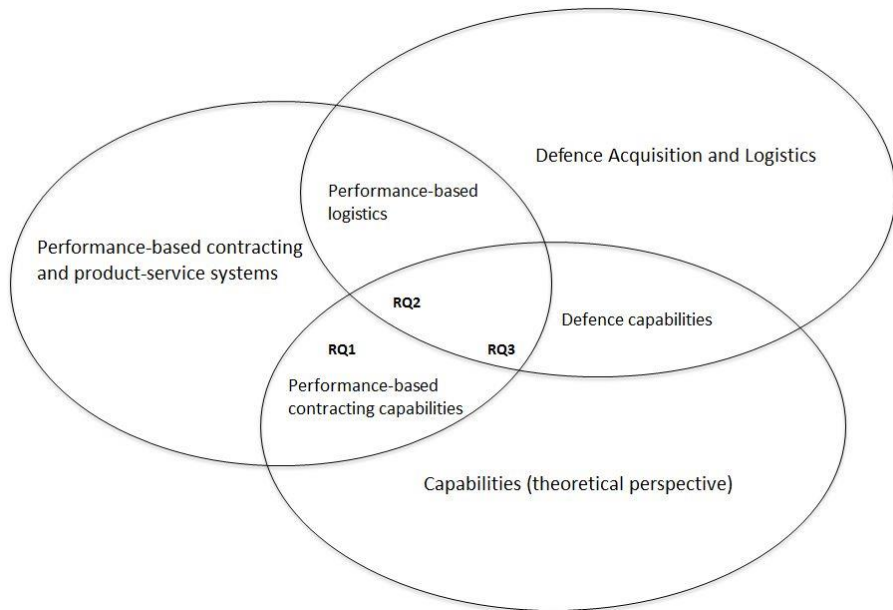 Defence Acquisition and Logistics
Performance-based
logistics
Performance-based contracting
and product-service systems
RQ2
Defence capabilities
RQ1
RQ3
Performance-based
contracting capabilities
Capabilities (theoretical perspective)